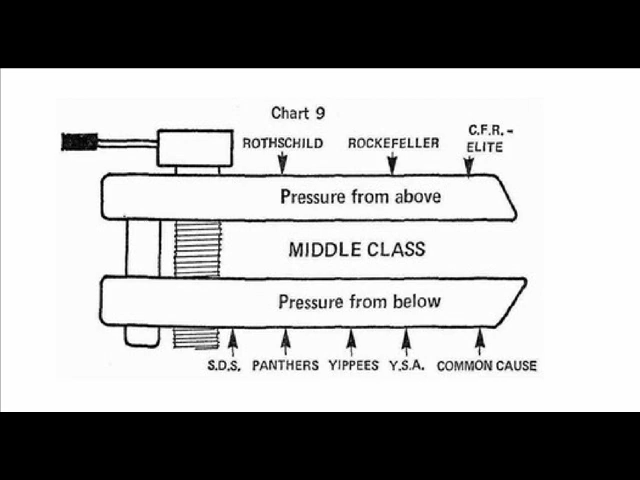 Chart 9
ROTHSCHILD
ROCKEFELLER
C.F.R.-
ELITE
Pressure from above
MIDDLE CLASS
Pressure from below
S.D.S.
PANTHERS
YIPPEES
Y.S.A.
COMMON CAUSE